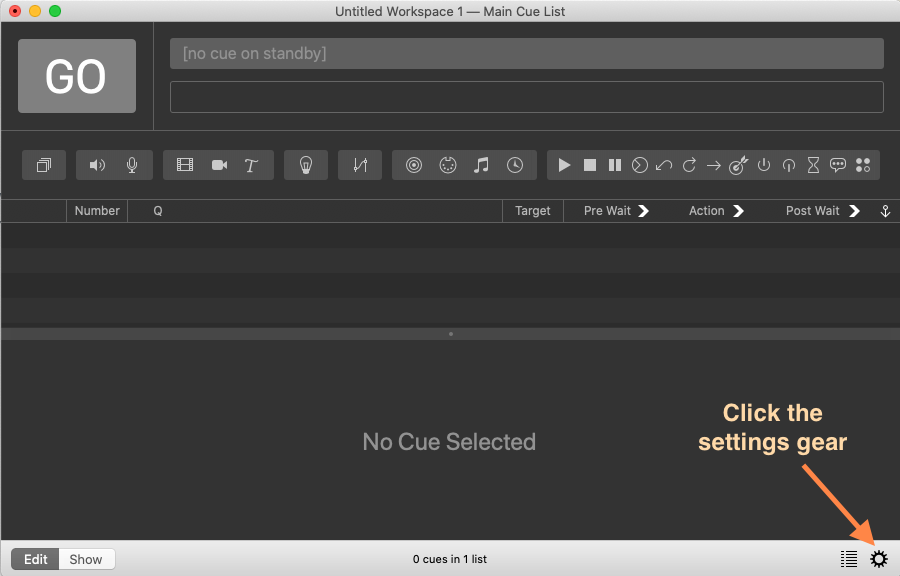 Untitled Workspace 1 — Main Cue List
GO
[no cue on standby]
Number Q Target Pre Wait Action Post Wait
No Cue Selected
Click the
settings gear
Edit Show 0 cues in 1 list